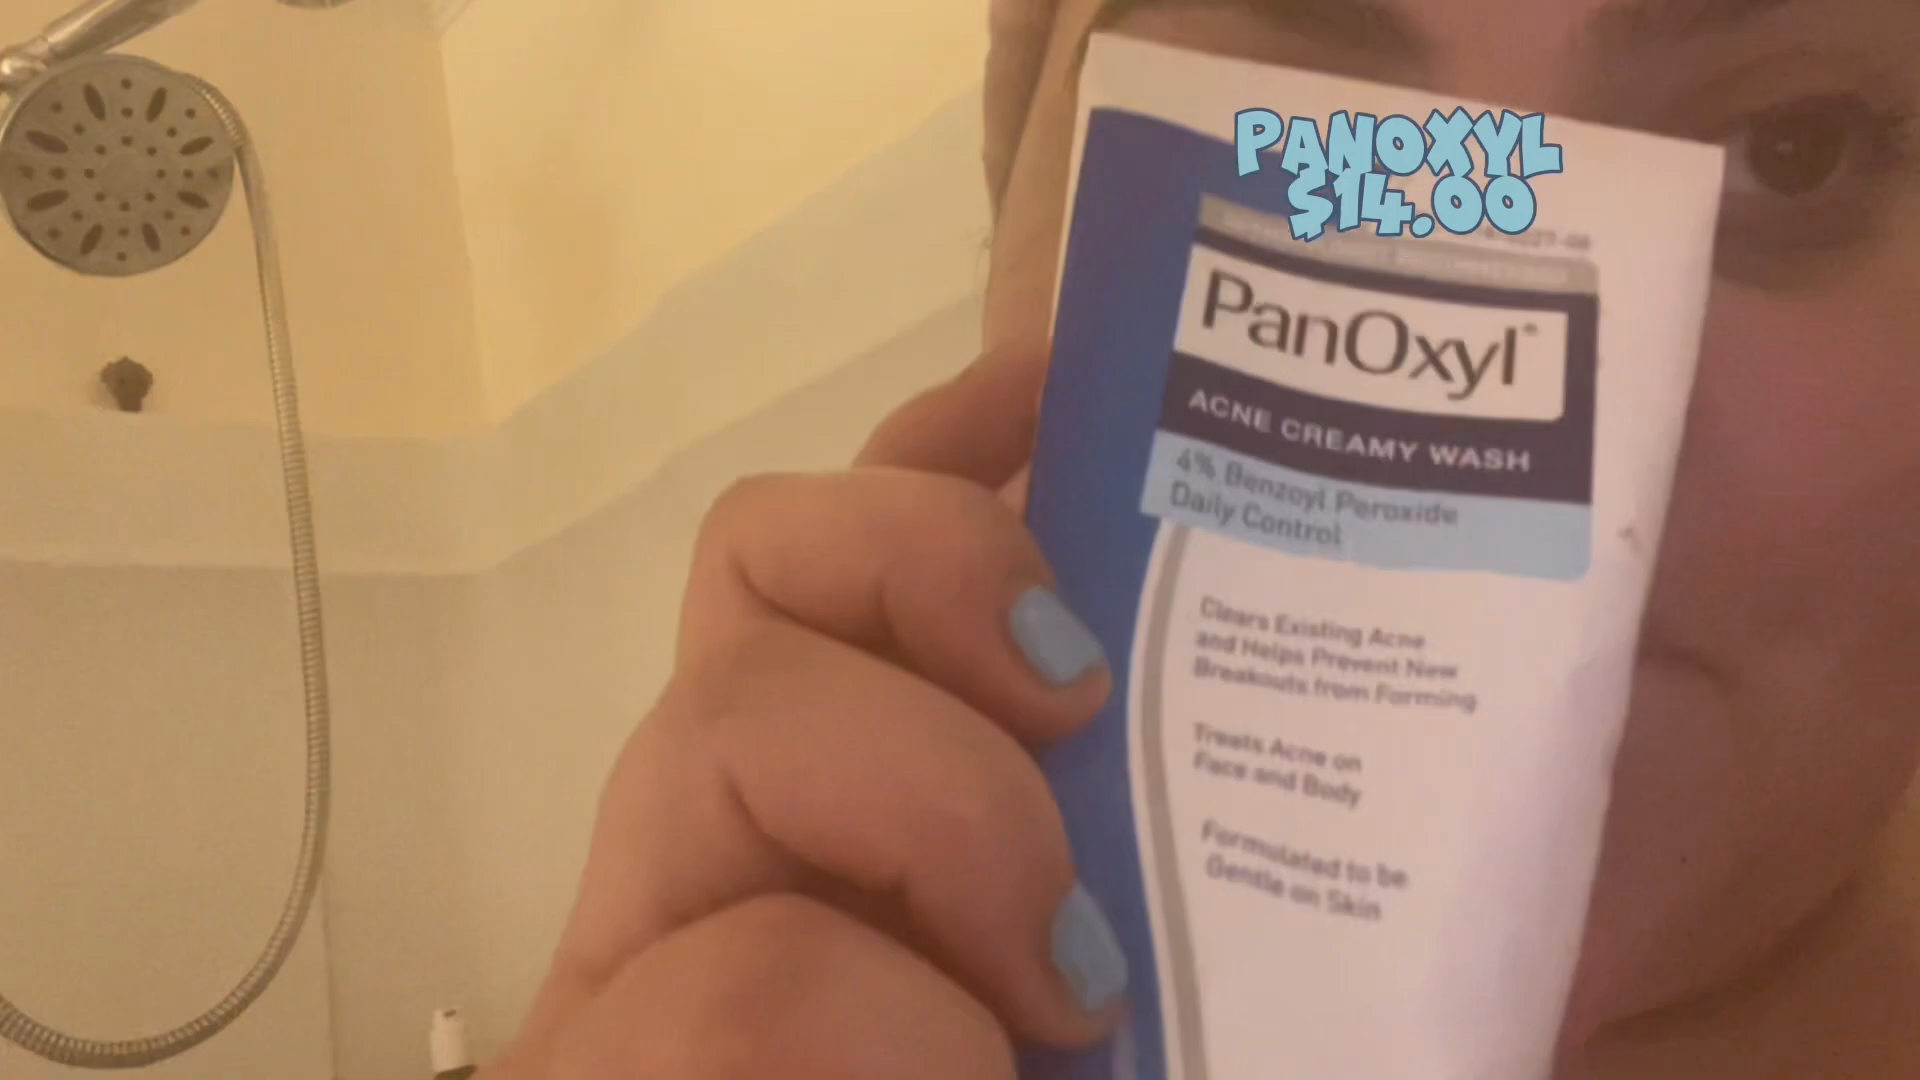 PANOXYL
$14.00
PanOxyl
ACNE CREAMY WASH
4% Benzoyl Peroxide
Daily Control
Clears Existing Acne
and Helps Prevent New
Breakouts from Forming
Treats Acne on
Face and Body
Formulated to be
Gentle on Skin